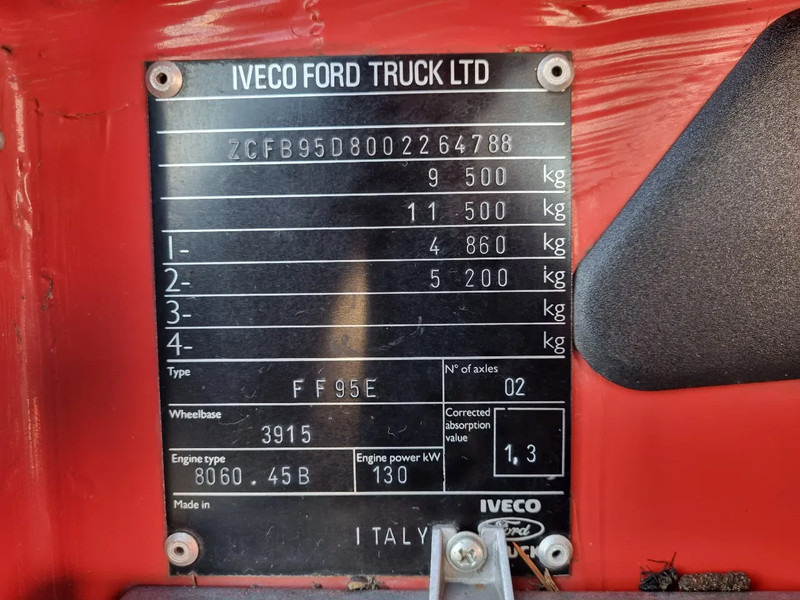 IVECO FORD TRUCK LTD
ZCFB95D8002264788
9 500 kg
11 500 kg
1- 4 860 kg
2- 5 200 kg
3- kg
4- kg
Type
FF95E
N° of axles
02
Wheelbase
3915
Corrected
absorption
value
1,3
Engine type
8060.45B
Engine power kW
130
Made in
ITALY
IVECO
Ford